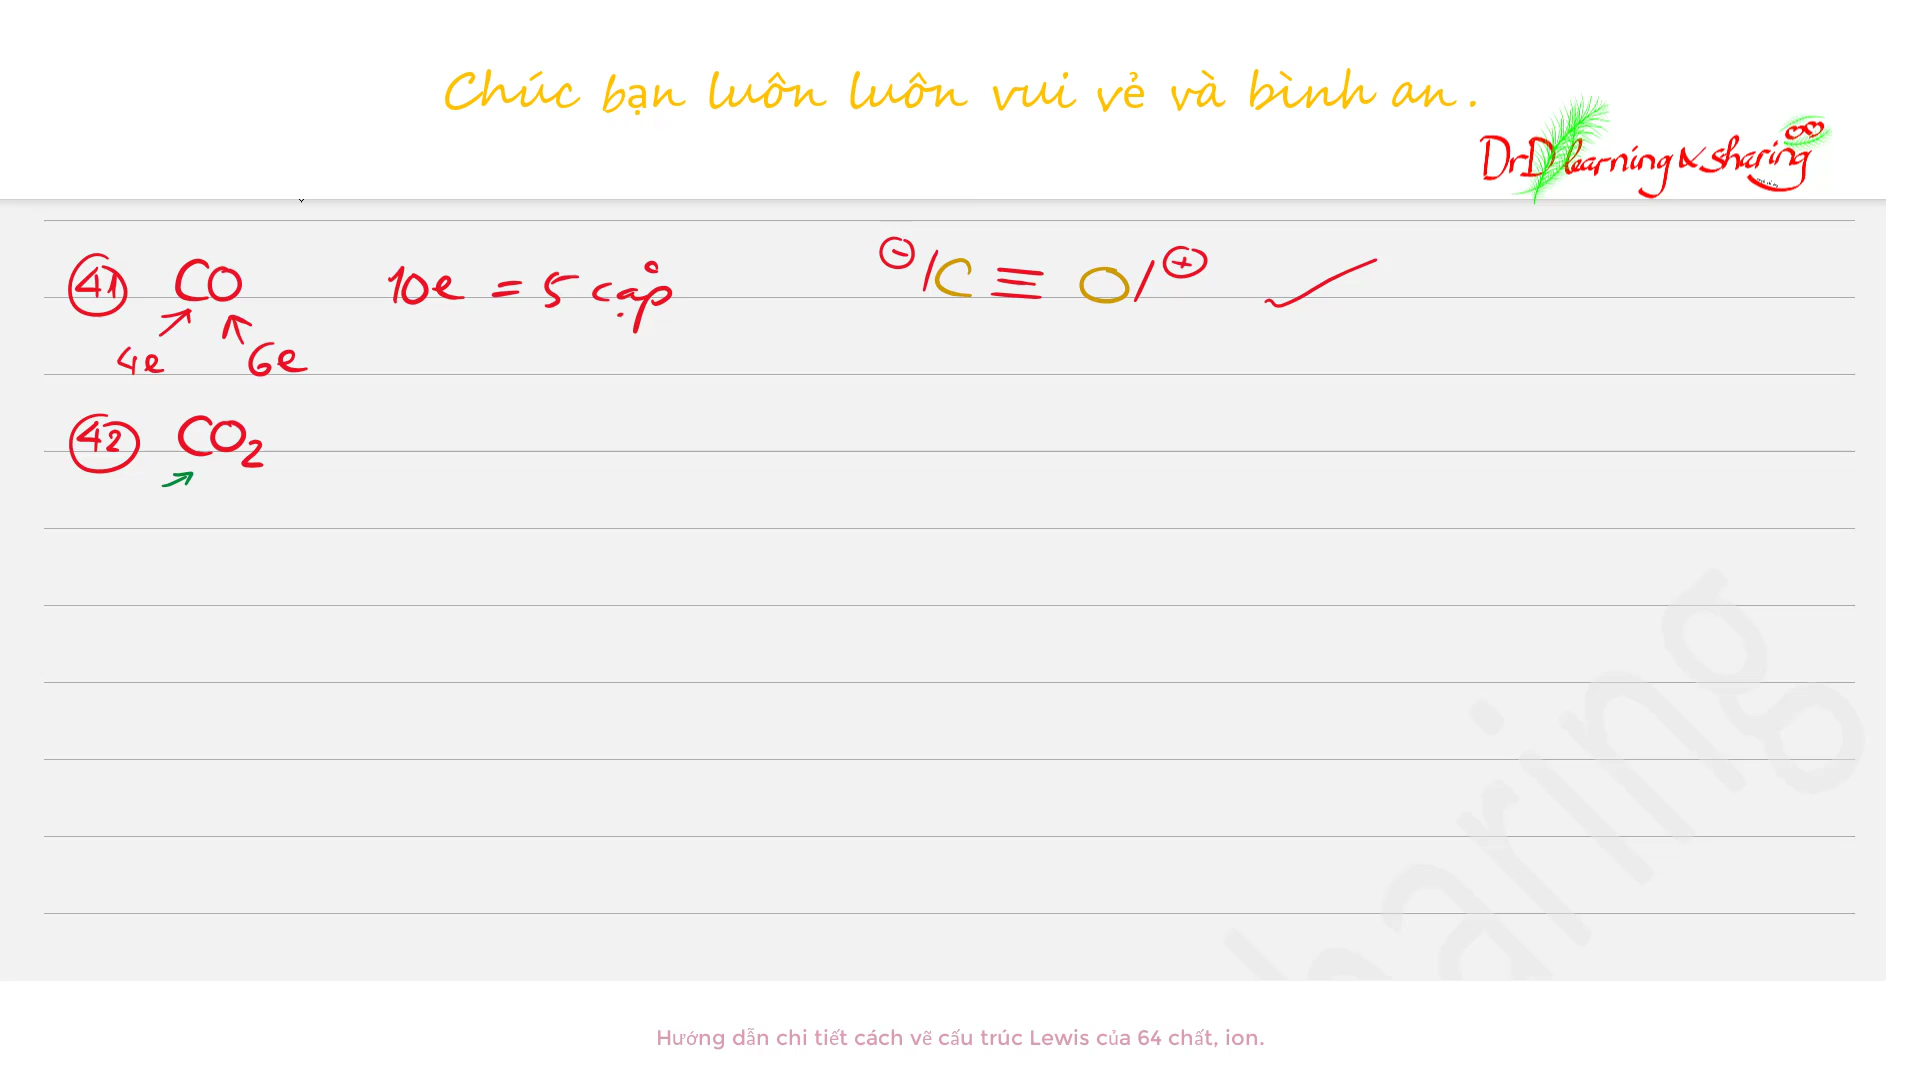 Chúc bạn luôn luôn vui vẻ và bình an.
DrD learning & sharing
41 CO 10e = 5 cặp ⊖ |C ≡ O| ⊕ ✓
4e 6e
42 CO₂
haring
Hướng dẫn chi tiết cách vẽ cấu trúc Lewis của 64 chất, ion.